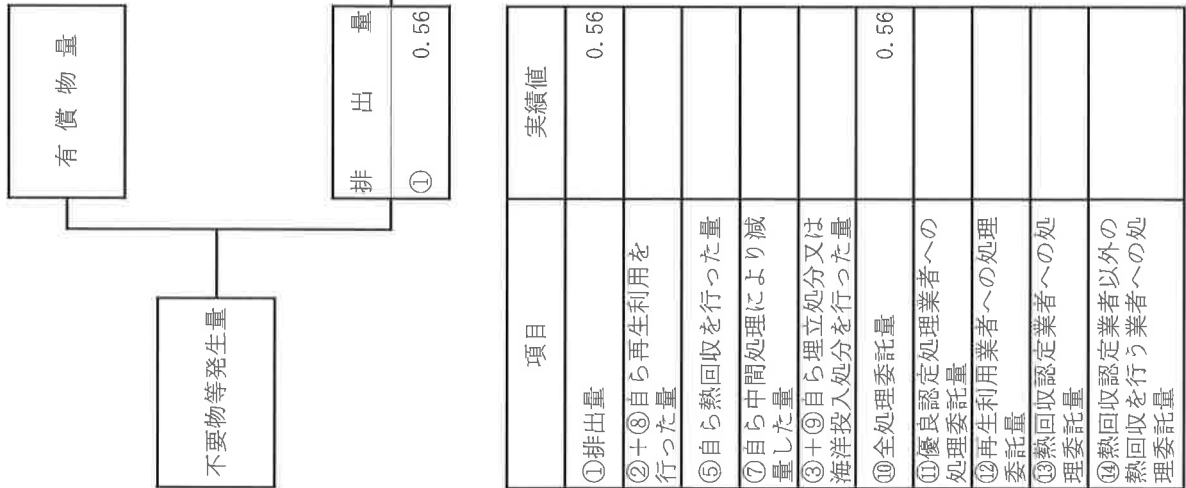 有償物量
不要物等発生量
排出量
① 0.56
項目 実績値
①排出量 0.56
②＋⑧自ら再生利用を
行った量
⑤自ら熱回収を行った量
⑦自ら中間処理により減
量した量
③＋⑨自ら埋立処分又は
海洋投入処分を行った量
⑩全処理委託量 0.56
⑪優良認定処理業者への
処理委託量
⑫再生利用業者への処理
委託量
⑬熱回収認定業者への処
理委託量
⑭熱回収認定業者以外の
熱回収を行う業者への処
理委託量